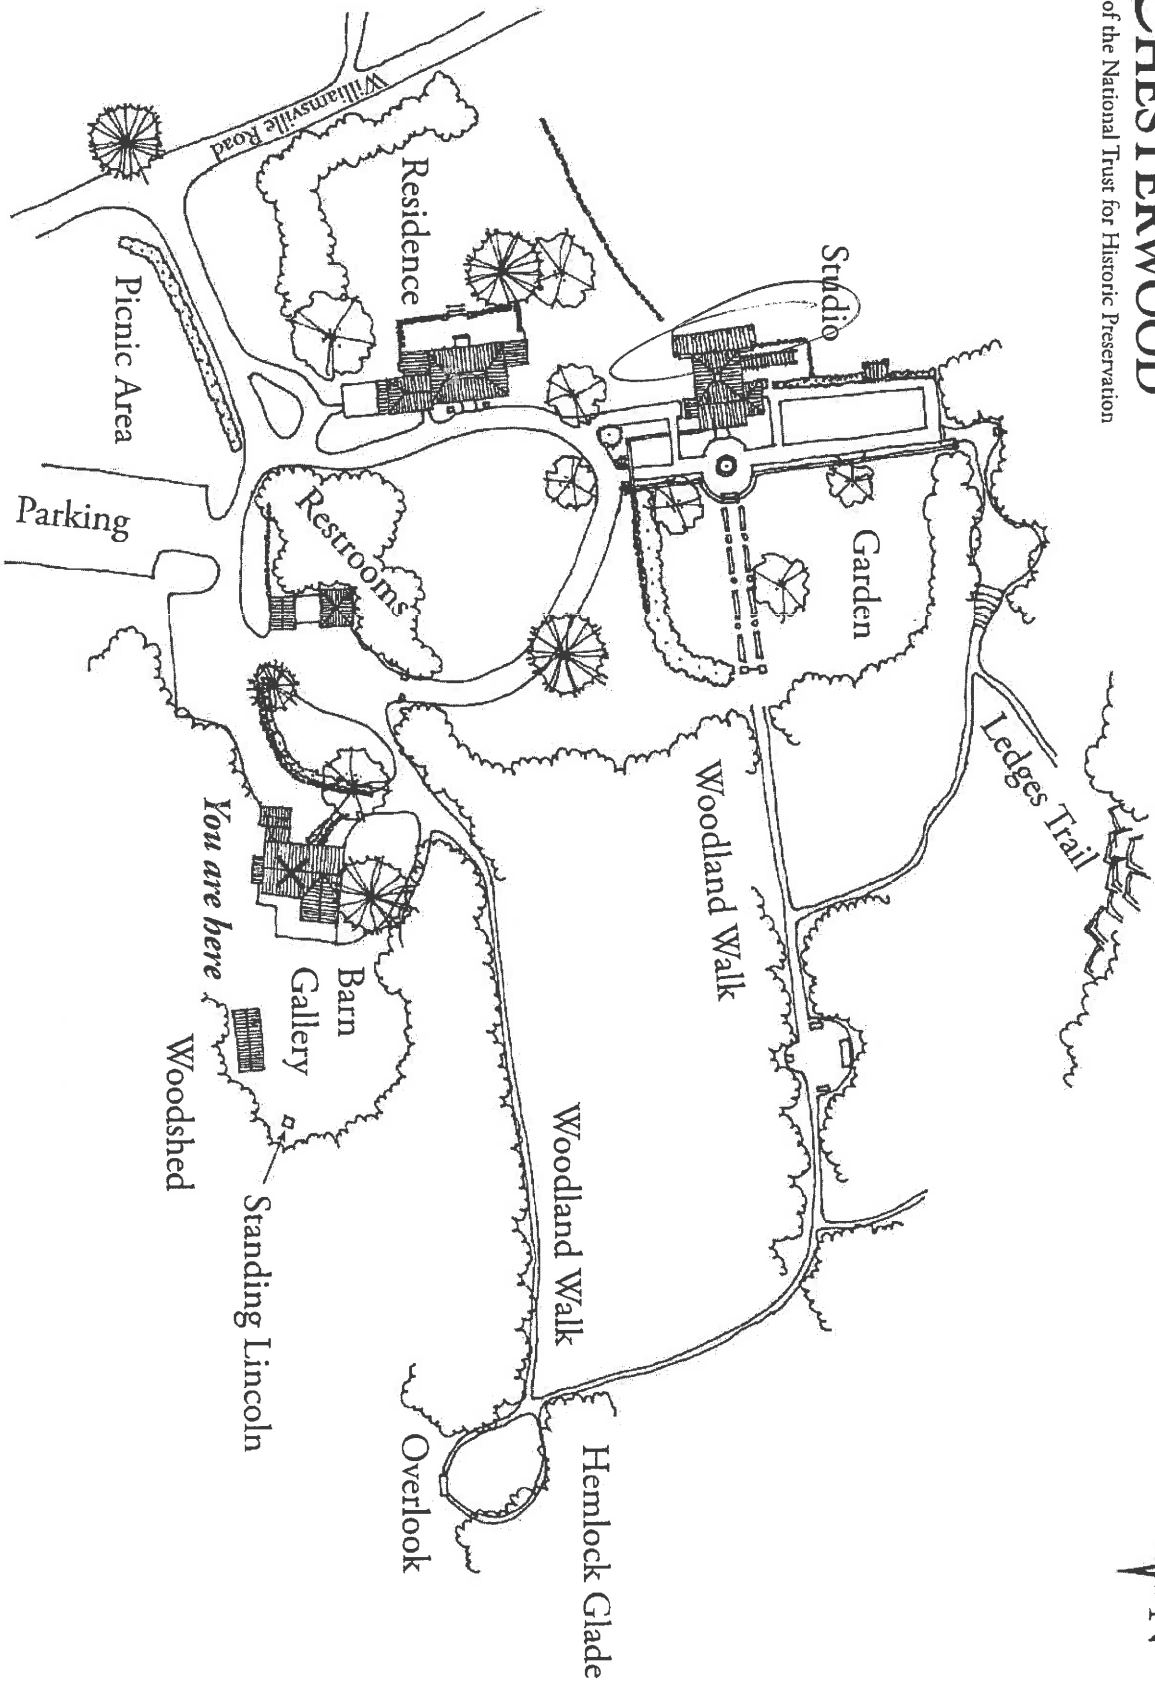 CHESTERWOOD
of the National Trust for Historic Preservation
N
Ledges Trail
Studio
Garden
Woodland Walk
Hemlock Glade
Woodland Walk
Residence
Williamsville Road
Restrooms
Overlook
Barn
Gallery
Standing Lincoln
You are here
Woodshed
Picnic Area
Parking